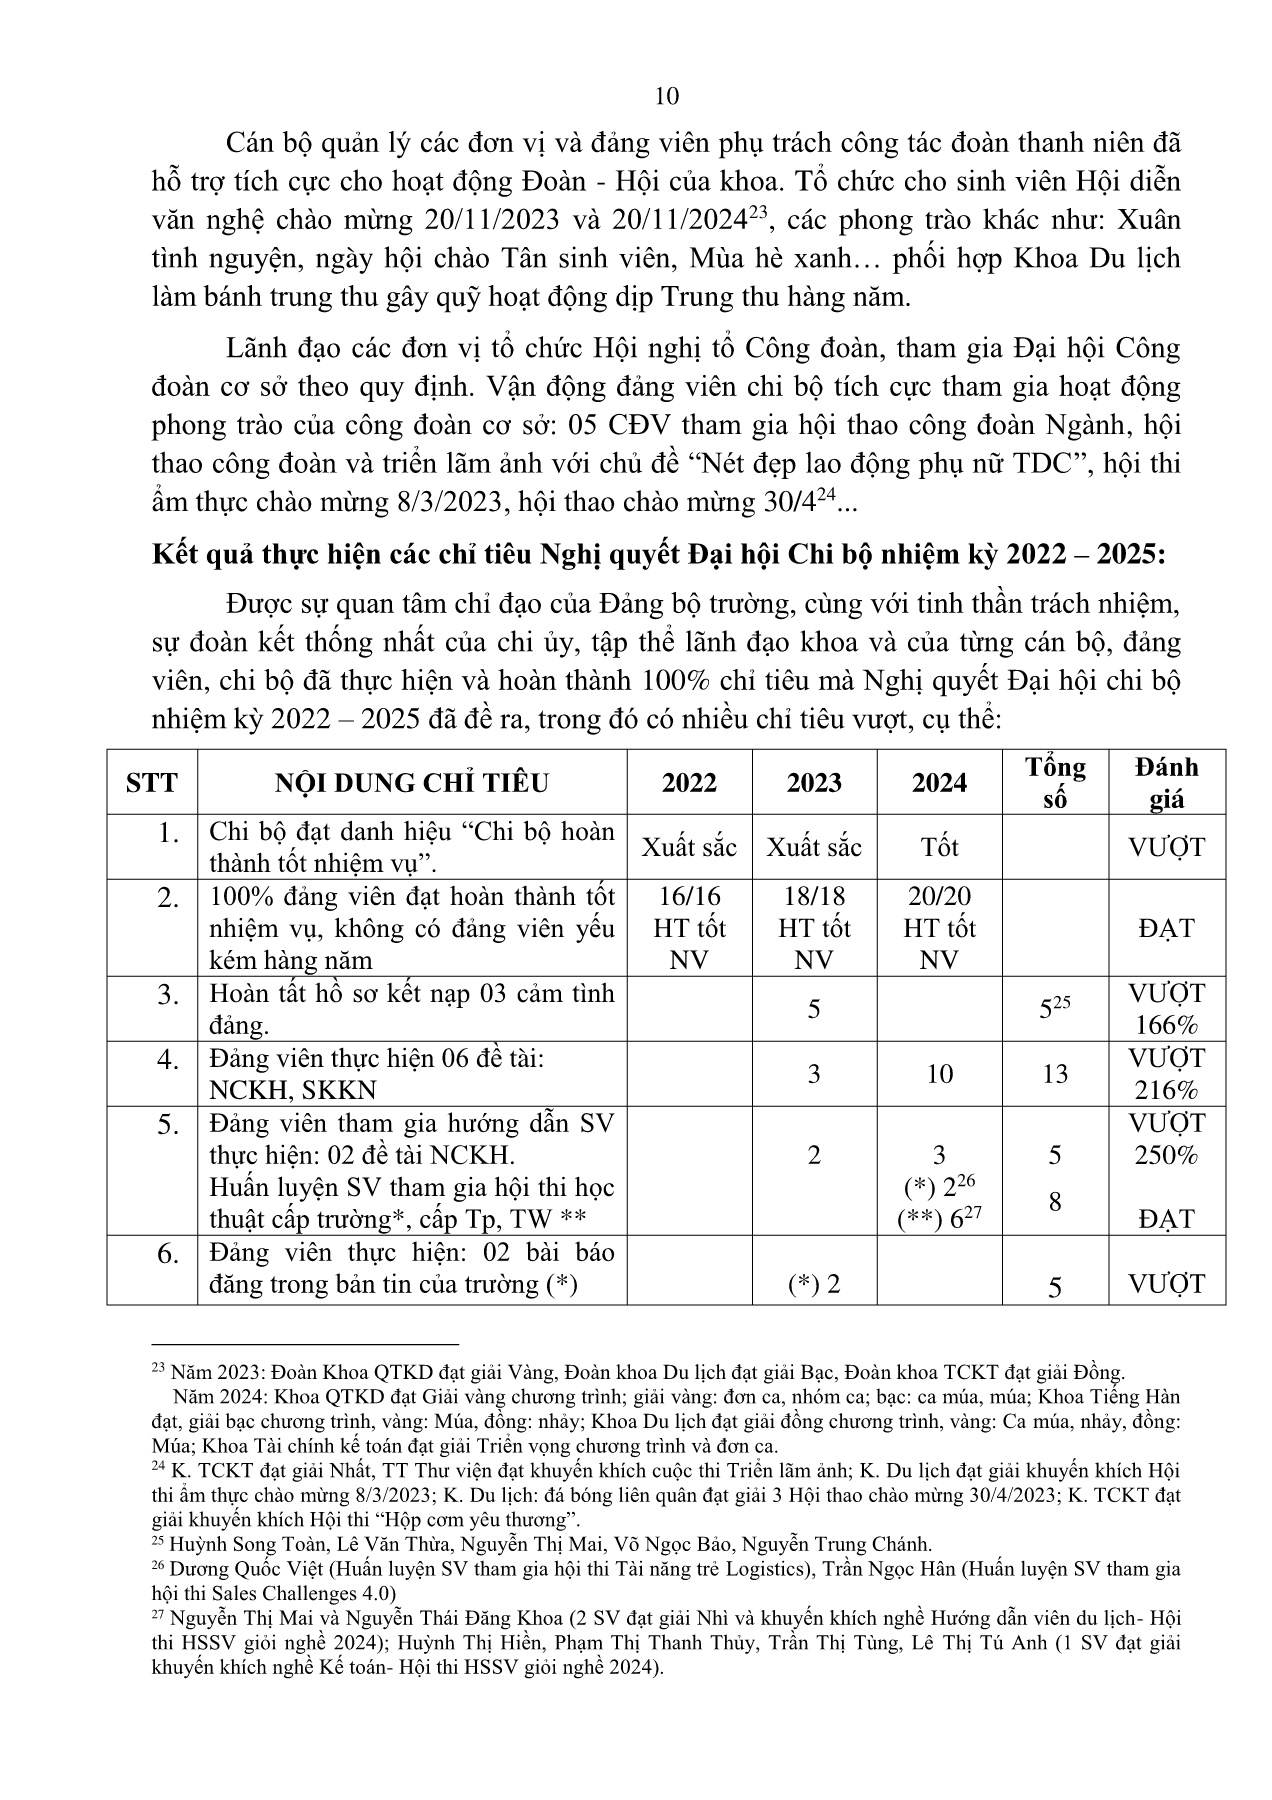 10
Cán bộ quản lý các đơn vị và đảng viên phụ trách công tác đoàn thanh niên đã
hỗ trợ tích cực cho hoạt động Đoàn - Hội của khoa. Tổ chức cho sinh viên Hội diễn
văn nghệ chào mừng 20/11/2023 và 20/11/2024²³, các phong trào khác như: Xuân
tình nguyện, ngày hội chào Tân sinh viên, Mùa hè xanh… phối hợp Khoa Du lịch
làm bánh trung thu gây quỹ hoạt động dịp Trung thu hàng năm.
Lãnh đạo các đơn vị tổ chức Hội nghị tổ Công đoàn, tham gia Đại hội Công
đoàn cơ sở theo quy định. Vận động đảng viên chi bộ tích cực tham gia hoạt động
phong trào của công đoàn cơ sở: 05 CĐV tham gia hội thao công đoàn Ngành, hội
thao công đoàn và triển lãm ảnh với chủ đề “Nét đẹp lao động phụ nữ TDC”, hội thi
ẩm thực chào mừng 8/3/2023, hội thao chào mừng 30/4²⁴...
Kết quả thực hiện các chỉ tiêu Nghị quyết Đại hội Chi bộ nhiệm kỳ 2022 – 2025:
Được sự quan tâm chỉ đạo của Đảng bộ trường, cùng với tinh thần trách nhiệm,
sự đoàn kết thống nhất của chi ủy, tập thể lãnh đạo khoa và của từng cán bộ, đảng
viên, chi bộ đã thực hiện và hoàn thành 100% chỉ tiêu mà Nghị quyết Đại hội chi bộ
nhiệm kỳ 2022 – 2025 đã đề ra, trong đó có nhiều chỉ tiêu vượt, cụ thể:
STT NỘI DUNG CHỈ TIÊU 2022 2023 2024 Tổng số Đánh giá
1. Chi bộ đạt danh hiệu “Chi bộ hoàn
thành tốt nhiệm vụ”. Xuất sắc Xuất sắc Tốt VƯỢT
2. 100% đảng viên đạt hoàn thành tốt 16/16 18/18 20/20
nhiệm vụ, không có đảng viên yếu HT tốt HT tốt HT tốt ĐẠT
kém hàng năm NV NV NV
3. Hoàn tất hồ sơ kết nạp 03 cảm tình 5 5²⁵ VƯỢT
đảng. 166%
4. Đảng viên thực hiện 06 đề tài: 3 10 13 VƯỢT
NCKH, SKKN 216%
5. Đảng viên tham gia hướng dẫn SV VƯỢT
thực hiện: 02 đề tài NCKH. 2 3 5 250%
Huấn luyện SV tham gia hội thi học (*) 2²⁶ 8
thuật cấp trường*, cấp Tp, TW ** (**) 6²⁷ ĐẠT
6. Đảng viên thực hiện: 02 bài báo
đăng trong bản tin của trường (*) (*) 2 5 VƯỢT
²³ Năm 2023: Đoàn Khoa QTKD đạt giải Vàng, Đoàn khoa Du lịch đạt giải Bạc, Đoàn khoa TCKT đạt giải Đồng.
Năm 2024: Khoa QTKD đạt Giải vàng chương trình; giải vàng: đơn ca, nhóm ca; bạc: ca múa, múa; Khoa Tiếng Hàn
đạt, giải bạc chương trình, vàng: Múa, đồng: nhảy; Khoa Du lịch đạt giải đồng chương trình, vàng: Ca múa, nhảy, đồng:
Múa; Khoa Tài chính kế toán đạt giải Triển vọng chương trình và đơn ca.
²⁴ K. TCKT đạt giải Nhất, TT Thư viện đạt khuyến khích cuộc thi Triển lãm ảnh; K. Du lịch đạt giải khuyến khích Hội
thi ẩm thực chào mừng 8/3/2023; K. Du lịch: đá bóng liên quân đạt giải 3 Hội thao chào mừng 30/4/2023; K. TCKT đạt
giải khuyến khích Hội thi “Hộp cơm yêu thương”.
²⁵ Huỳnh Song Toàn, Lê Văn Thừa, Nguyễn Thị Mai, Võ Ngọc Bảo, Nguyễn Trung Chánh.
²⁶ Dương Quốc Việt (Huấn luyện SV tham gia hội thi Tài năng trẻ Logistics), Trần Ngọc Hân (Huấn luyện SV tham gia
hội thi Sales Challenges 4.0)
²⁷ Nguyễn Thị Mai và Nguyễn Thái Đăng Khoa (2 SV đạt giải Nhì và khuyến khích nghề Hướng dẫn viên du lịch- Hội
thi HSSV giỏi nghề 2024); Huỳnh Thị Hiền, Phạm Thị Thanh Thủy, Trần Thị Tùng, Lê Thị Tú Anh (1 SV đạt giải
khuyến khích nghề Kế toán- Hội thi HSSV giỏi nghề 2024).